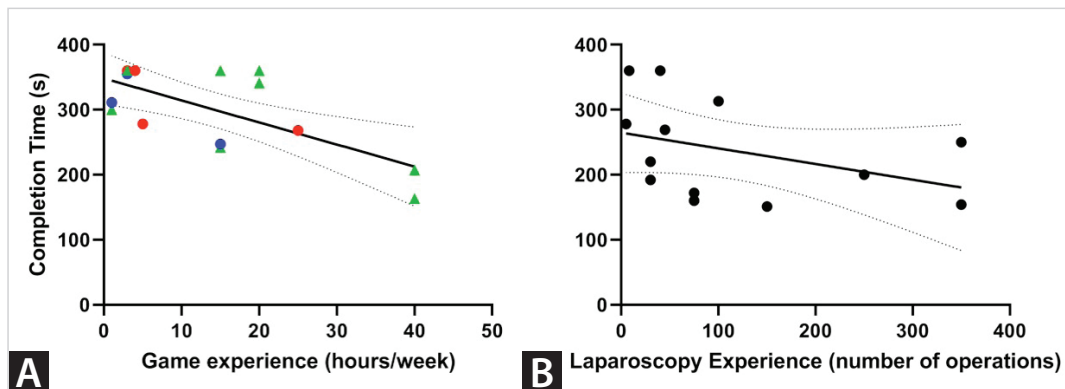 Completion Time (s)
400
300
200
100
0
0 10 20 30 40 50
Game experience (hours/week)
A
400
300
200
100
0
0 100 200 300 400
Laparoscopy Experience (number of operations)
B